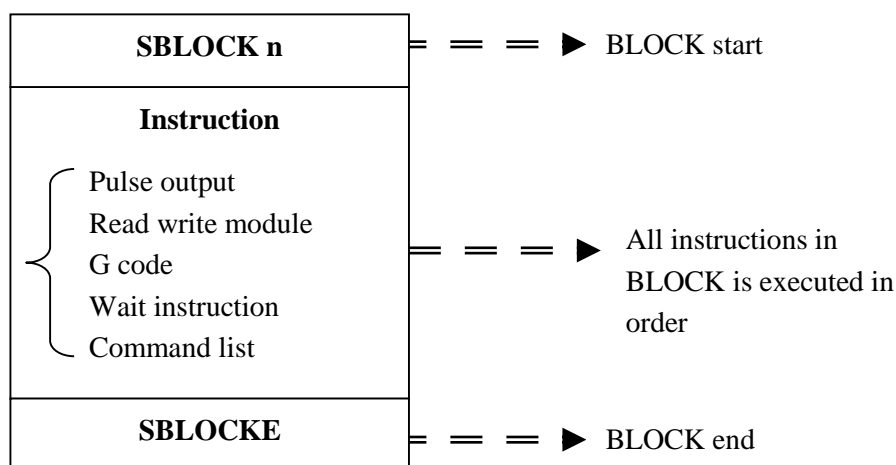 SBLOCK n
BLOCK start
Instruction
Pulse output
Read write module
G code
Wait instruction
Command list
All instructions in
BLOCK is executed in
order
SBLOCKE
BLOCK end